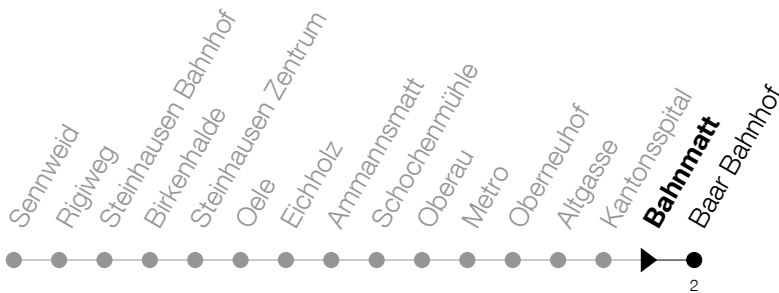 Sennweid
Rigiweg
Steinhausen Bahnhof
Birkenhalde
Steinhausen Zentrum
Oele
Eichholz
Ammannsmatt
Schochenmühle
Oberau
Metro
Oberneuhof
Altgasse
Kantonsspital
Bahnmatt
Baar Bahnhof
2